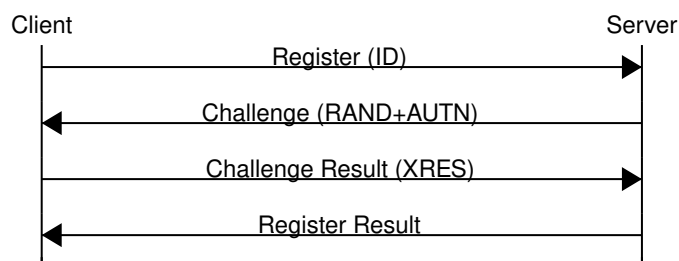 Client Server
Register (ID)
Challenge (RAND+AUTN)
Challenge Result (XRES)
Register Result